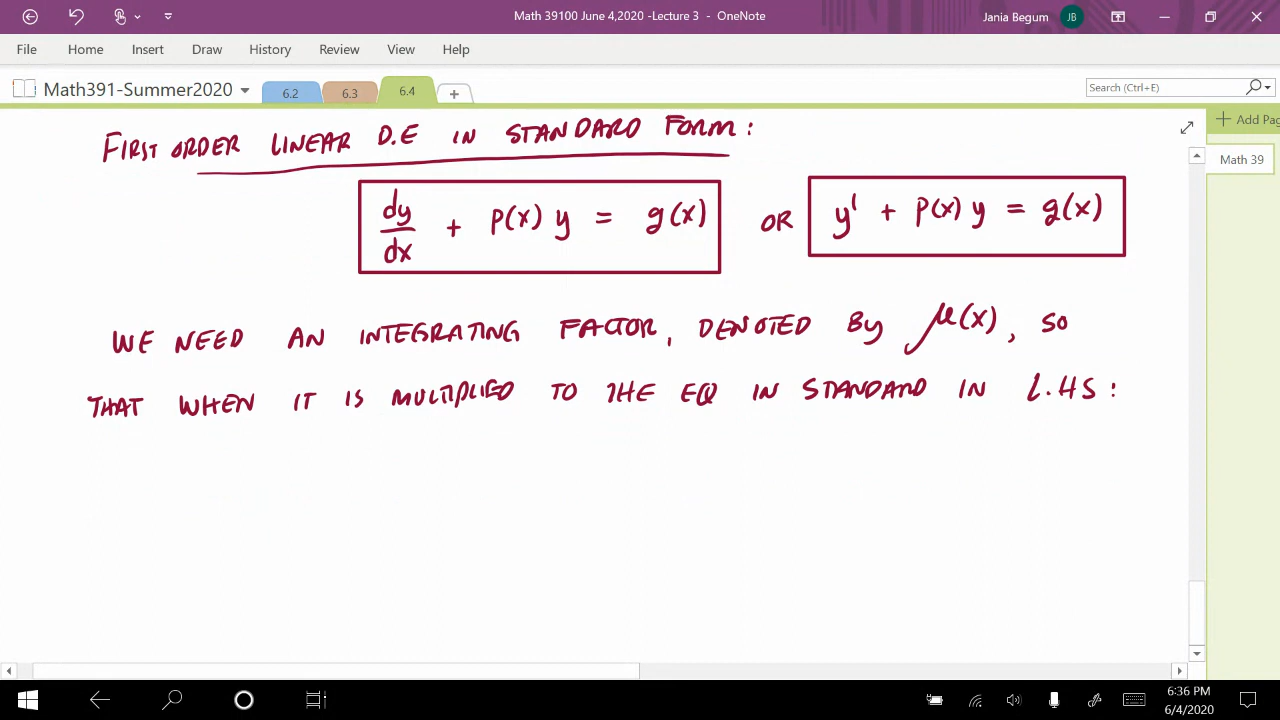 Math 39100 June 4,2020 -Lecture 3 - OneNote
Jania Begum JB
File Home Insert Draw History Review View Help
Math391-Summer2020 6.2 6.3 6.4
Search (Ctrl+E)
Add Pag
Math 39
FIRST ORDER LINEAR D.E IN STANDARD FORM:
dy/dx + p(x) y = g(x) OR y' + p(x) y = g(x)
WE NEED AN INTEGRATING FACTOR, DENOTED BY μ(x), SO
THAT WHEN IT IS MULTIPLIED TO THE EQ IN STANDARD IN L.HS:
6:36 PM
6/4/2020